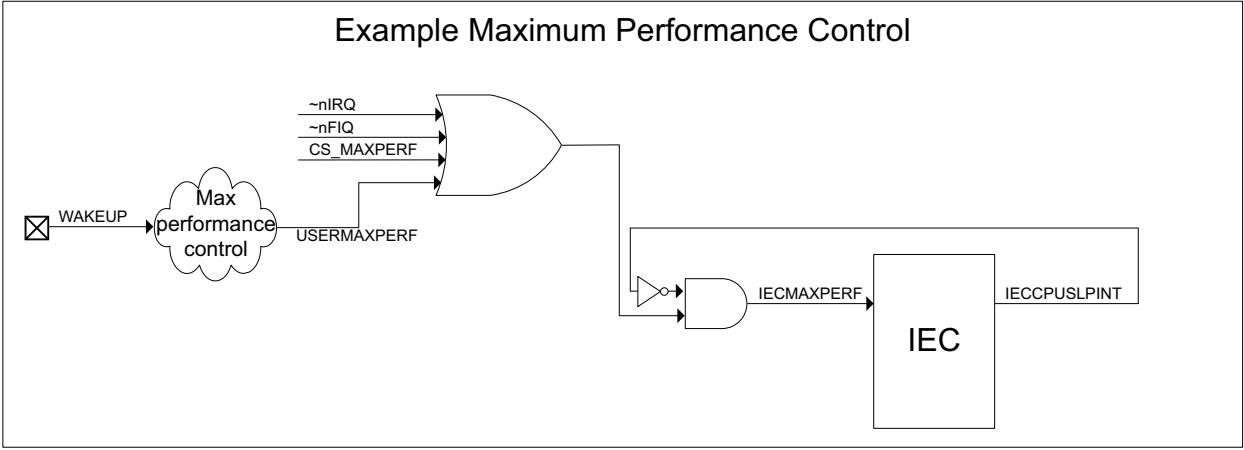 Example Maximum Performance Control
~nIRQ
~nFIQ
CS_MAXPERF
WAKEUP
Max
performance
control
USERMAXPERF
IECMAXPERF
IEC
IECCPUSLPINT